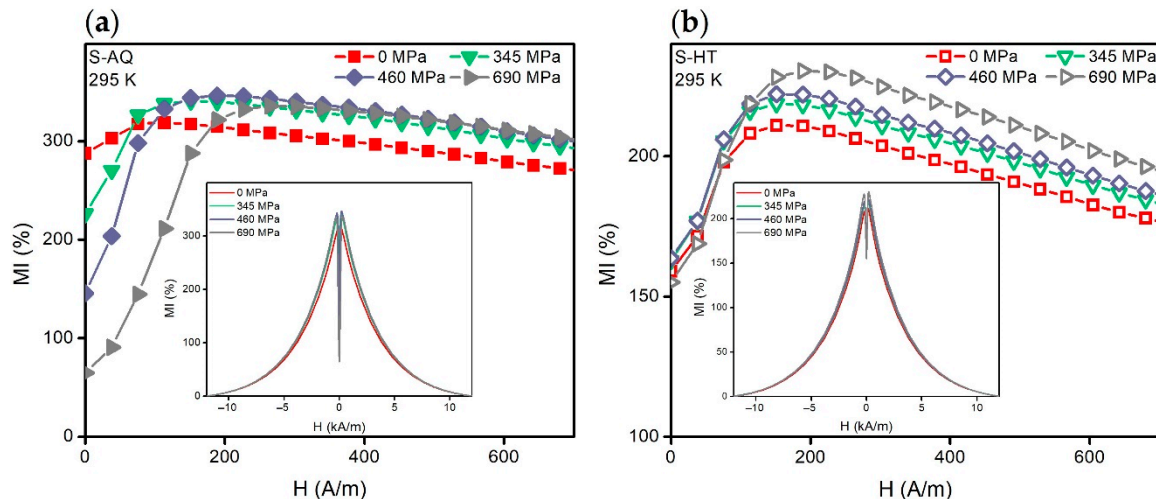 (a)
S-AQ
295 K
0 MPa
345 MPa
460 MPa
690 MPa
MI (%)
300
200
100
0
0
200
400
600
H (A/m)
0 MPa
345 MPa
460 MPa
690 MPa
MI (%)
300
200
100
0
−10
−5
0
5
10
H (kA/m)
(b)
S-HT
295 K
0 MPa
345 MPa
460 MPa
690 MPa
MI (%)
200
150
100
0
200
400
600
H (A/m)
0 MPa
345 MPa
460 MPa
690 MPa
MI (%)
200
150
100
50
0
−10
−5
0
5
10
H (kA/m)